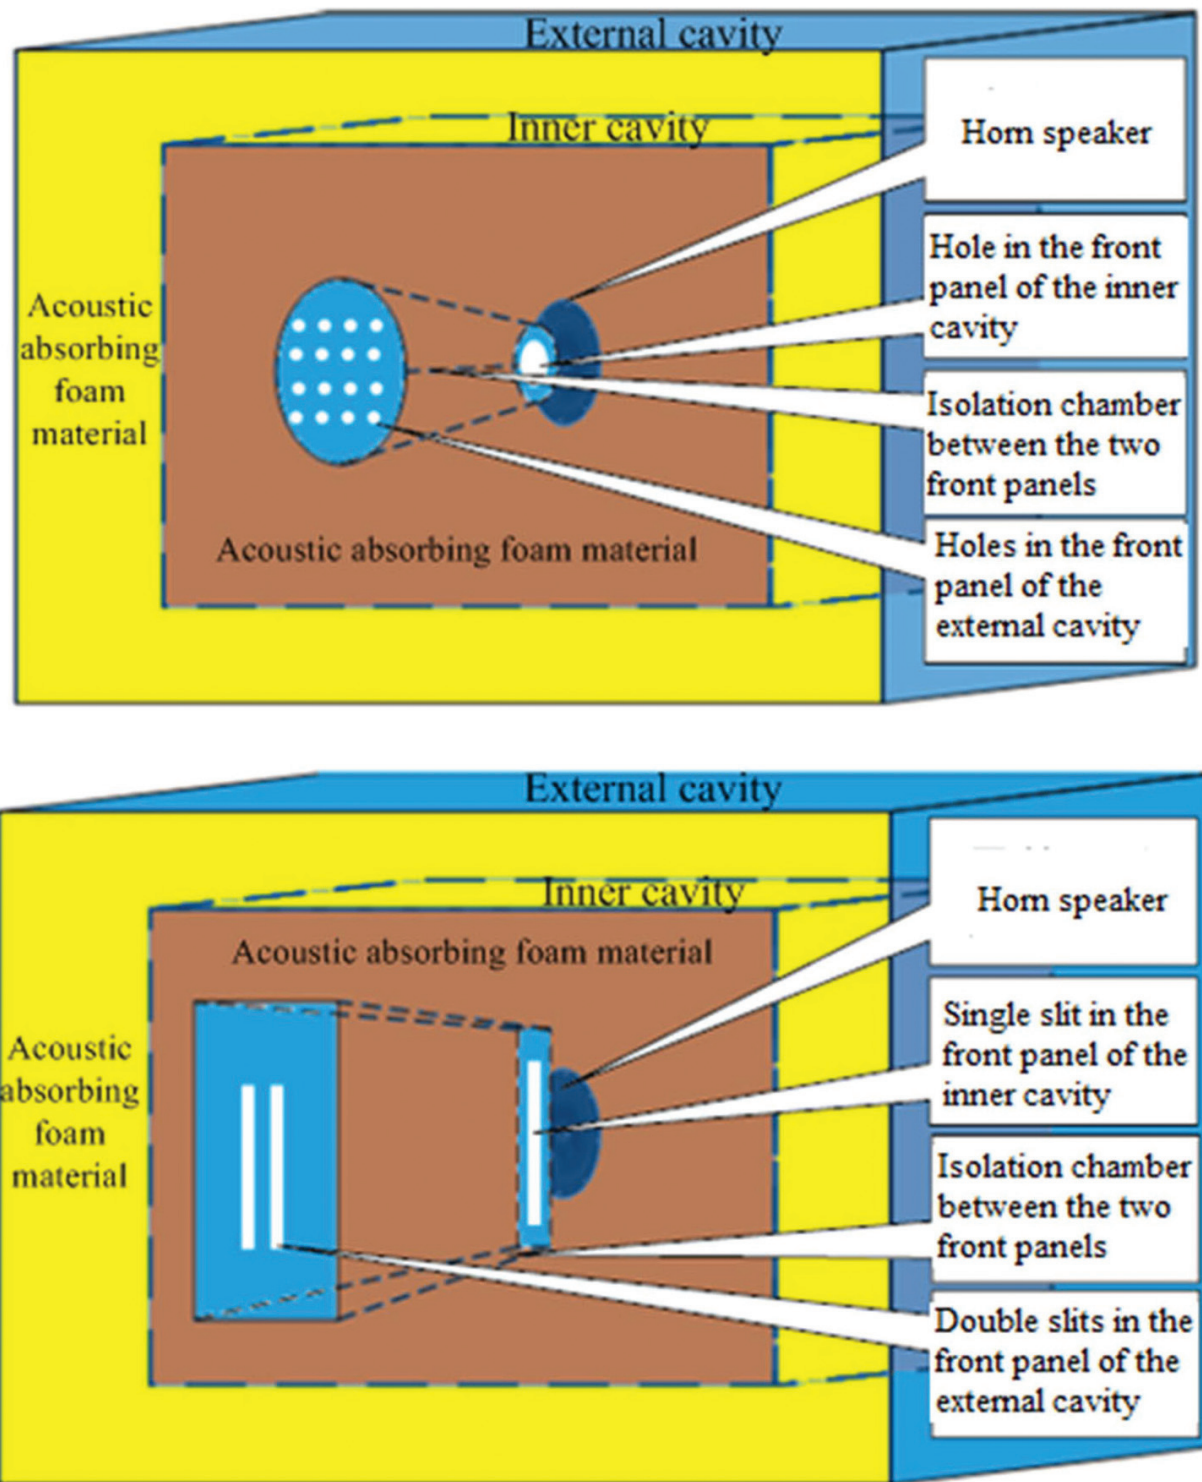 External cavity
Inner cavity
Horn speaker
Hole in the front
panel of the inner
cavity
Acoustic
absorbing
foam
material
Isolation chamber
between the two
front panels
Acoustic absorbing foam material
Holes in the front
panel of the
external cavity
External cavity
Inner cavity
Horn speaker
Acoustic absorbing foam material
Single slit in the
front panel of the
inner cavity
Acoustic
absorbing
foam
material
Isolation chamber
between the two
front panels
Double slits in the
front panel of the
external cavity